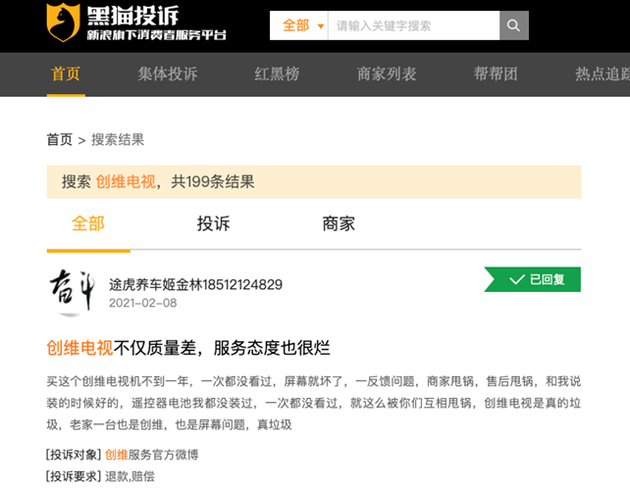 黑猫投诉
新浪旗下消费者服务平台
全部 请输入关键字搜索
首页 集体投诉 红黑榜 商家列表 帮帮团 热点追踪
首页 > 搜索结果
搜索 创维电视，共199条结果
全部 投诉 商家
奋斗
途虎养车姬金林18512124829
已回复
2021-02-08
创维电视不仅质量差，服务态度也很烂
买这个创维电视机不到一年，一次都没看过，屏幕就坏了，一反馈问题，商家甩锅，售后甩锅，和我说
装的时候好的，遥控器电池我都没装过，一次都没看过，就这么被你们互相甩锅，创维电视是真的垃
圾，老家一台也是创维，也是屏幕问题，真垃圾
[投诉对象] 创维服务官方微博
[投诉要求] 退款,赔偿